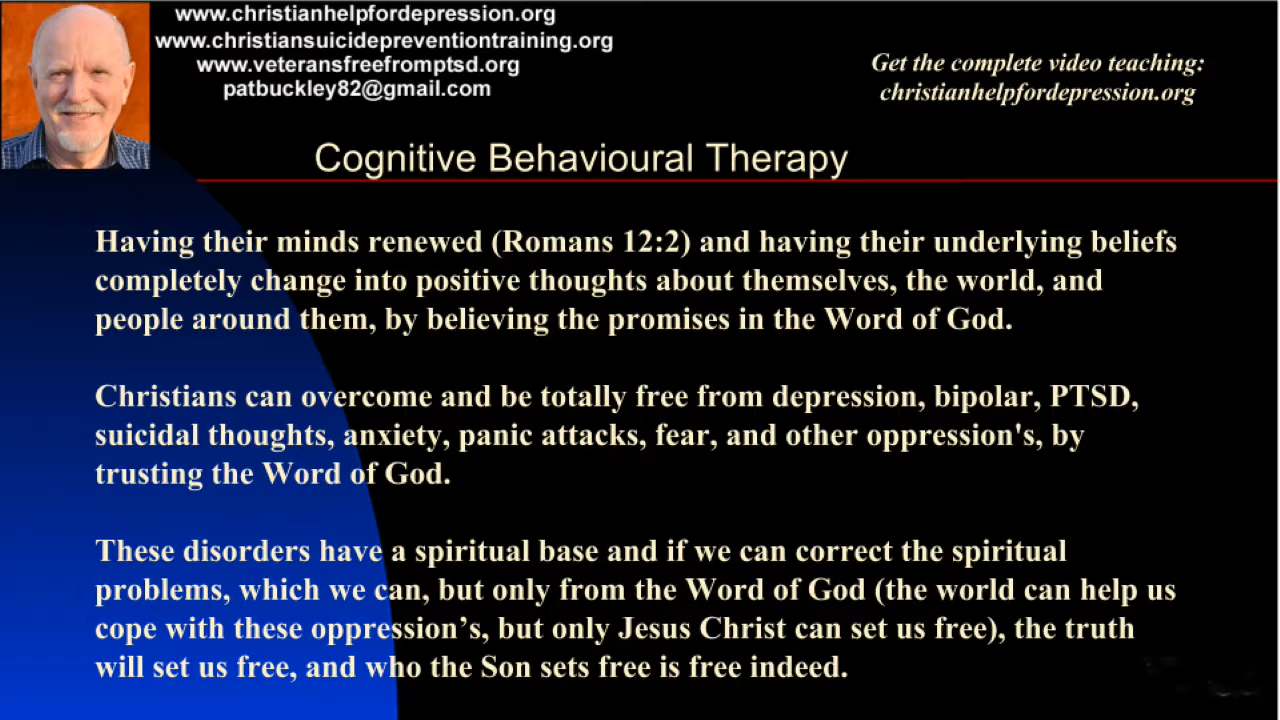 www.christianhelpfordepression.org
www.christiansuicidepreventiontraining.org
www.veteransfreefromptsd.org
patbuckley82@gmail.com
Get the complete video teaching:
christianhelpfordepression.org
Cognitive Behavioural Therapy
Having their minds renewed (Romans 12:2) and having their underlying beliefs
completely change into positive thoughts about themselves, the world, and
people around them, by believing the promises in the Word of God.
Christians can overcome and be totally free from depression, bipolar, PTSD,
suicidal thoughts, anxiety, panic attacks, fear, and other oppression's, by
trusting the Word of God.
These disorders have a spiritual base and if we can correct the spiritual
problems, which we can, but only from the Word of God (the world can help us
cope with these oppression’s, but only Jesus Christ can set us free), the truth
will set us free, and who the Son sets free is free indeed.